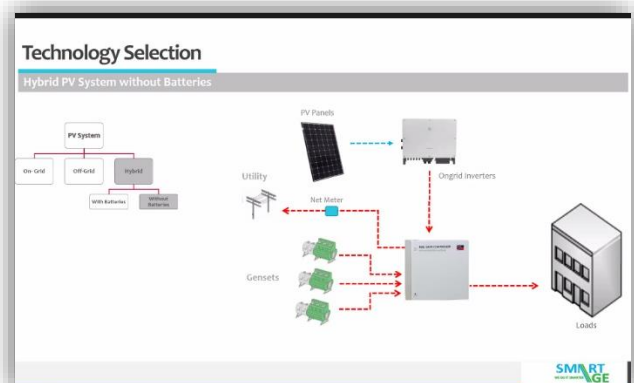 Technology Selection
Hybrid PV System without Batteries
PV System
On- Grid
Off-Grid
Hybrid
With Batteries
Without
Batteries
PV Panels
Ongrid Inverters
Utility
Net Meter
Gensets
Loads
SMART
AGE